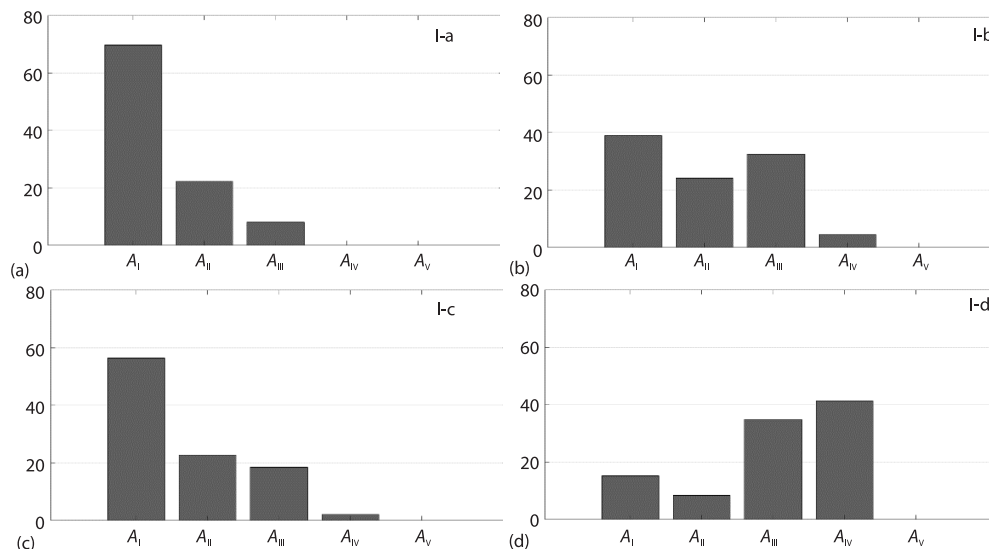 80
I-a
60
40
20
0
A_I A_II A_III A_IV A_V
(a)
80
I-b
60
40
20
0
A_I A_II A_III A_IV A_V
(b)
80
I-c
60
40
20
0
A_I A_II A_III A_IV A_V
(c)
80
I-d
60
40
20
0
A_I A_II A_III A_IV A_V
(d)